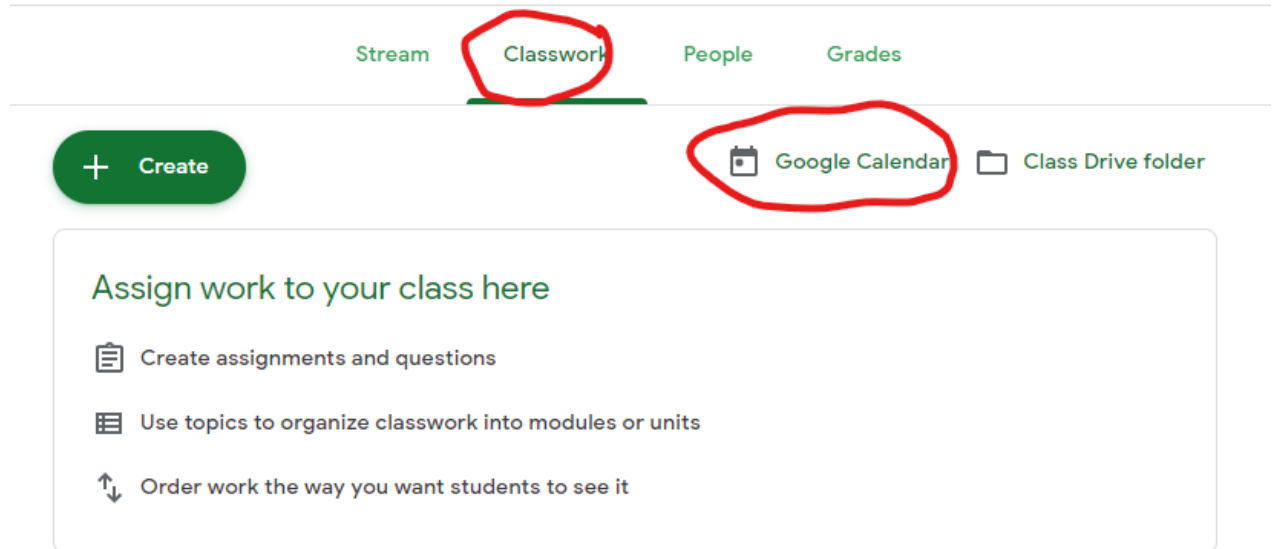 Stream Classwork People Grades
+ Create Google Calendar Class Drive folder
Assign work to your class here
Create assignments and questions
Use topics to organize classwork into modules or units
Order work the way you want students to see it